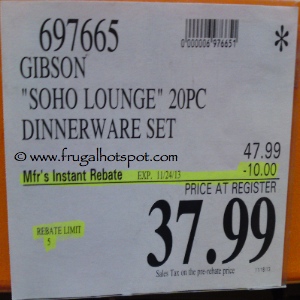 697665
0000006976651
*
GIBSON
"SOHO LOUNGE" 20PC
DINNERWARE SET
© www.frugalhotspot.com
47.99
Mfr's Instant Rebate EXP. 11/24/13 -10.00
PRICE AT REGISTER
REBATE LIMIT
5
37.99
Sales Tax on the pre-rebate price